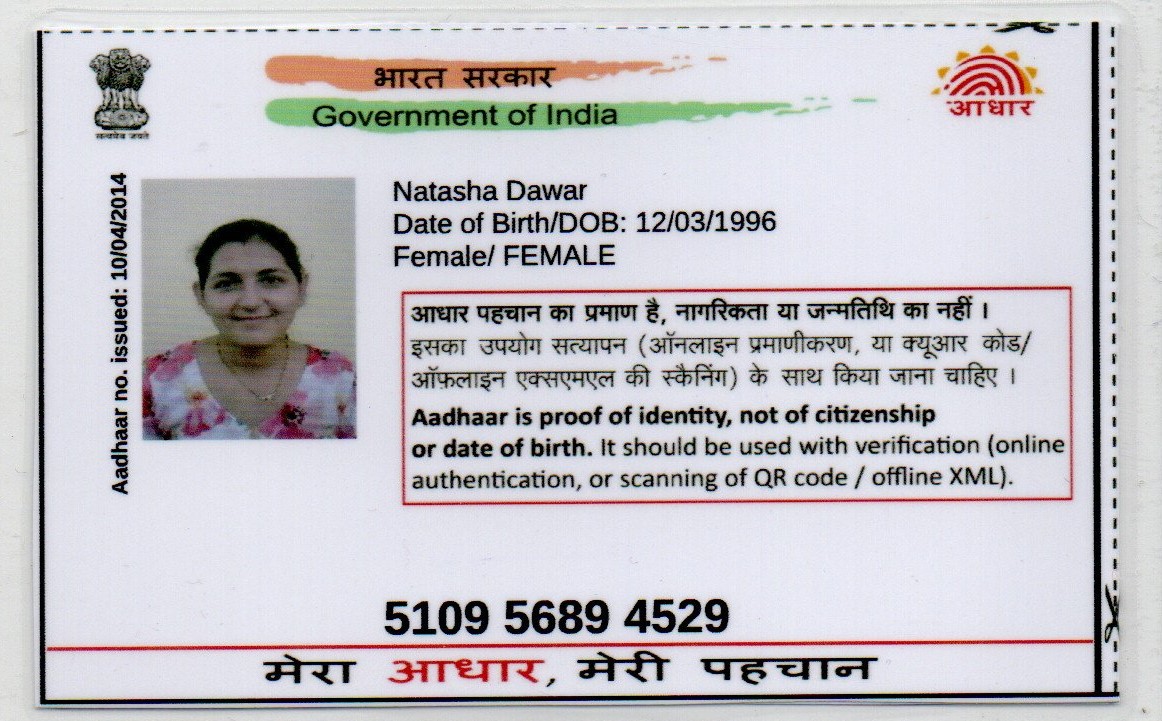 भारत सरकार
Government of India
सत्यमेव जयते
आधार
Aadhaar no. issued: 10/04/2014
Natasha Dawar
Date of Birth/DOB: 12/03/1996
Female/ FEMALE
आधार पहचान का प्रमाण है, नागरिकता या जन्मतिथि का नहीं ।
इसका उपयोग सत्यापन (ऑनलाइन प्रमाणीकरण, या क्यूआर कोड/
ऑफ़लाइन एक्सएमएल की स्कैनिंग) के साथ किया जाना चाहिए ।
Aadhaar is proof of identity, not of citizenship
or date of birth. It should be used with verification (online
authentication, or scanning of QR code / offline XML).
5109 5689 4529
मेरा आधार, मेरी पहचान